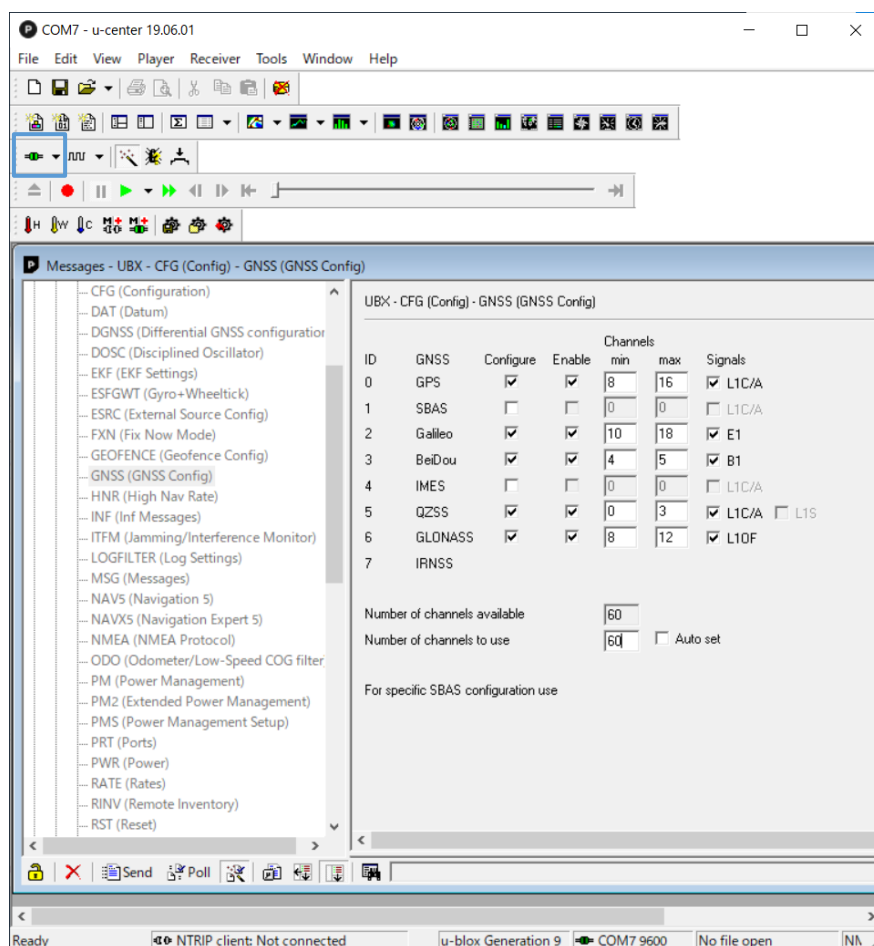 COM7 - u-center 19.06.01
File Edit View Player Receiver Tools Window Help
H W C
Messages - UBX - CFG (Config) - GNSS (GNSS Config)
CFG (Configuration)
DAT (Datum)
DGNSS (Differential GNSS configuration
DOSC (Disciplined Oscillator)
EKF (EKF Settings)
ESFGWT (Gyro+Wheeltick)
ESRC (External Source Config)
FXN (Fix Now Mode)
GEOFENCE (Geofence Config)
GNSS (GNSS Config)
HNR (High Nav Rate)
INF (Inf Messages)
ITFM (Jamming/Interference Monitor)
LOGFILTER (Log Settings)
MSG (Messages)
NAV5 (Navigation 5)
NAVX5 (Navigation Expert 5)
NMEA (NMEA Protocol)
ODO (Odometer/Low-Speed COG filter
PM (Power Management)
PM2 (Extended Power Management)
PMS (Power Management Setup)
PRT (Ports)
PWR (Power)
RATE (Rates)
RINV (Remote Inventory)
RST (Reset)
UBX - CFG (Config) - GNSS (GNSS Config)
Channels
ID GNSS Configure Enable min max Signals
0 GPS 8 16 L1C/A
1 SBAS 0 0 L1C/A
2 Galileo 10 18 E1
3 BeiDou 4 5 B1
4 IMES 0 0 L1C/A
5 QZSS 0 3 L1C/A L1S
6 GLONASS 8 12 L1OF
7 IRNSS
Number of channels available 60
Number of channels to use 60 Auto set
For specific SBAS configuration use
Send Poll
Ready NTRIP client: Not connected u-blox Generation 9 COM7 9600 No file open